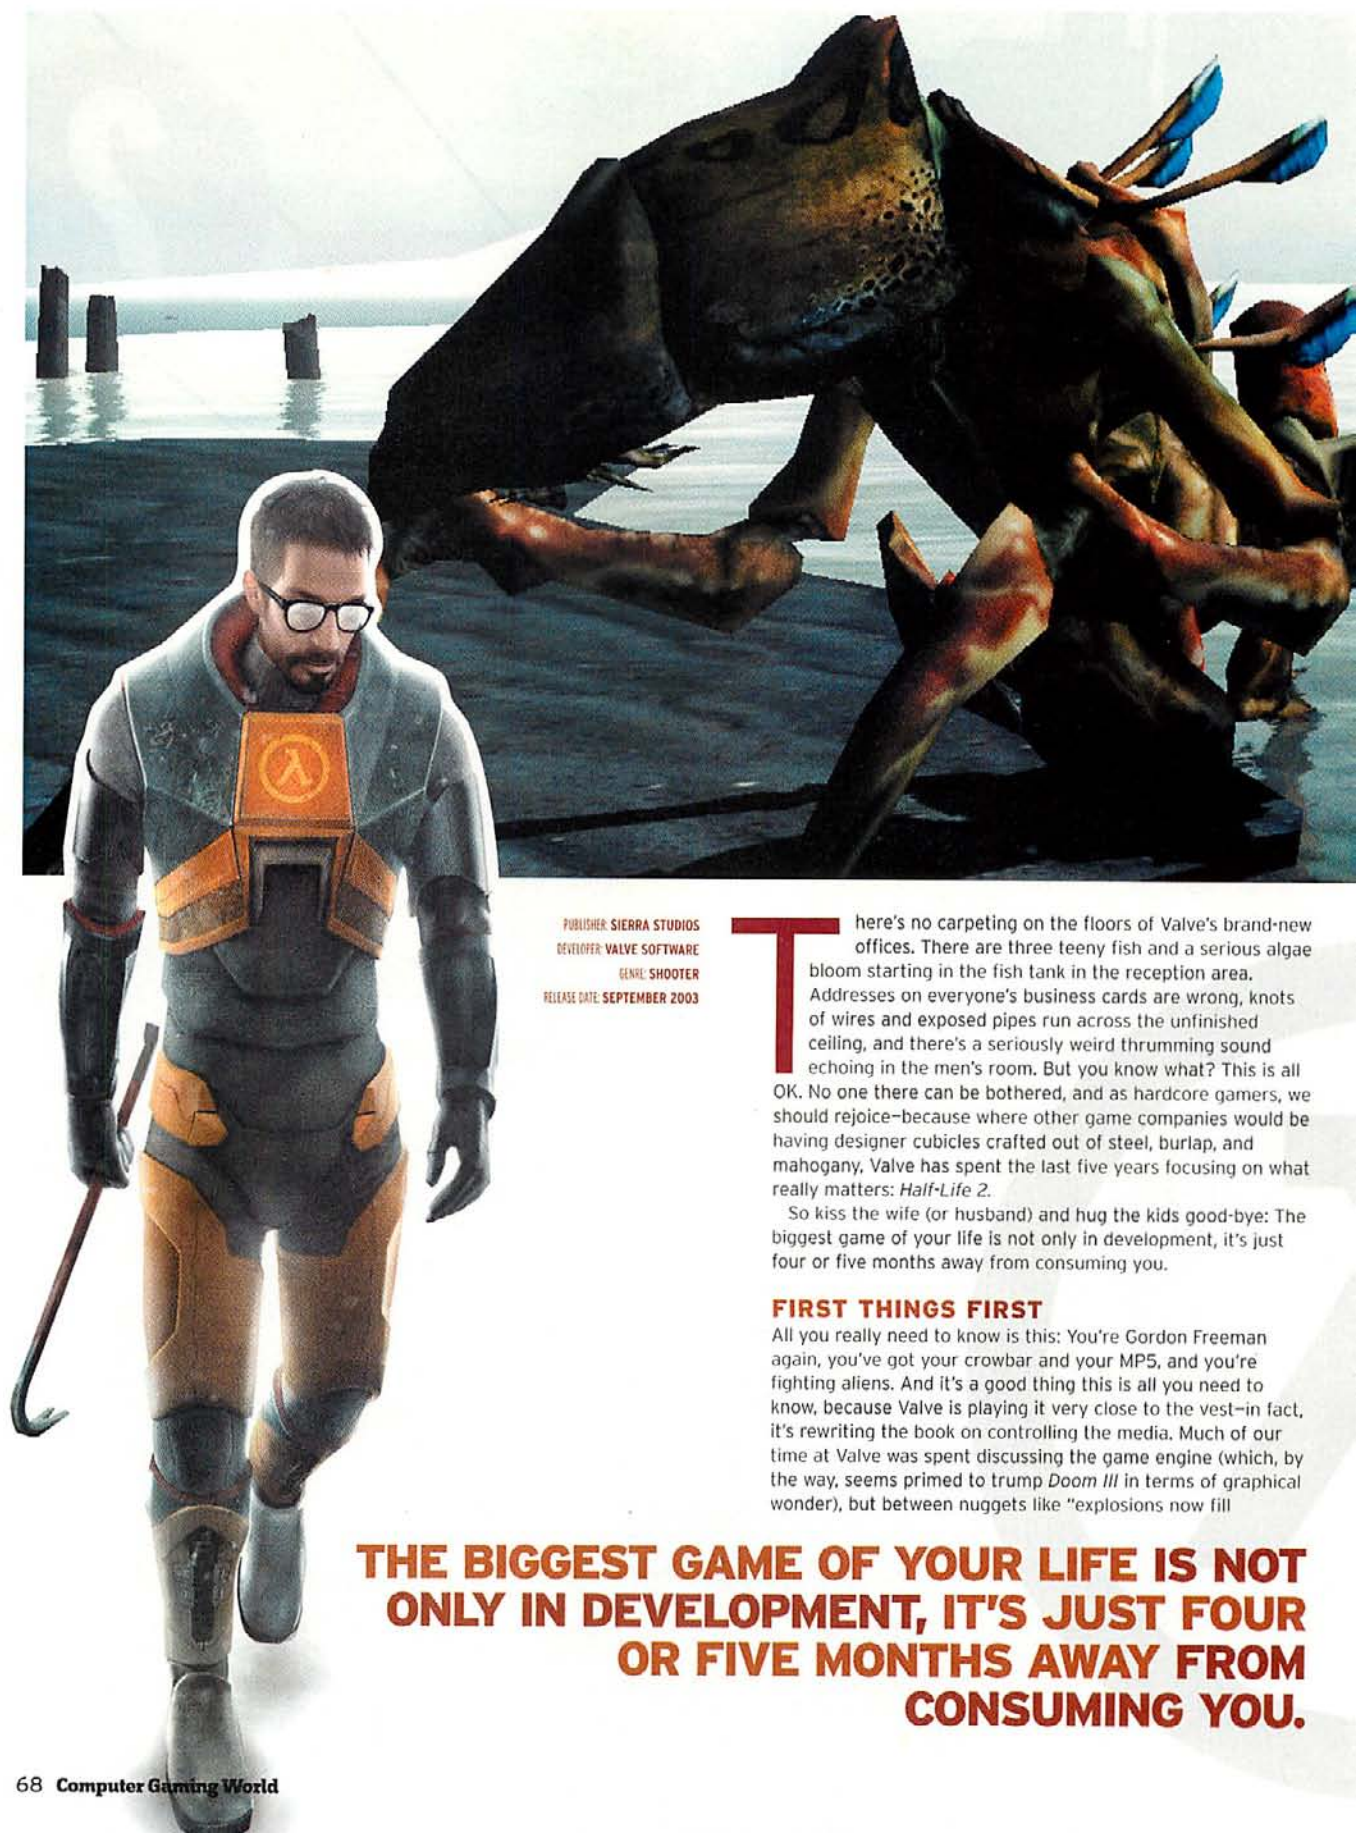 λ
PUBLISHER: SIERRA STUDIOS
DEVELOPER: VALVE SOFTWARE
GENRE: SHOOTER
RELEASE DATE: SEPTEMBER 2003
There's no carpeting on the floors of Valve's brand-new
offices. There are three teeny fish and a serious algae
bloom starting in the fish tank in the reception area.
Addresses on everyone's business cards are wrong, knots
of wires and exposed pipes run across the unfinished
ceiling, and there's a seriously weird thrumming sound
echoing in the men's room. But you know what? This is all
OK. No one there can be bothered, and as hardcore gamers, we
should rejoice—because where other game companies would be
having designer cubicles crafted out of steel, burlap, and
mahogany, Valve has spent the last five years focusing on what
really matters: Half-Life 2.
So kiss the wife (or husband) and hug the kids good-bye: The
biggest game of your life is not only in development, it's just
four or five months away from consuming you.
FIRST THINGS FIRST
All you really need to know is this: You're Gordon Freeman
again, you've got your crowbar and your MP5, and you're
fighting aliens. And it's a good thing this is all you need to
know, because Valve is playing it very close to the vest—in fact,
it's rewriting the book on controlling the media. Much of our
time at Valve was spent discussing the game engine (which, by
the way, seems primed to trump Doom III in terms of graphical
wonder), but between nuggets like "explosions now fill
THE BIGGEST GAME OF YOUR LIFE IS NOT
ONLY IN DEVELOPMENT, IT'S JUST FOUR
OR FIVE MONTHS AWAY FROM
CONSUMING YOU.
68 Computer Gaming World